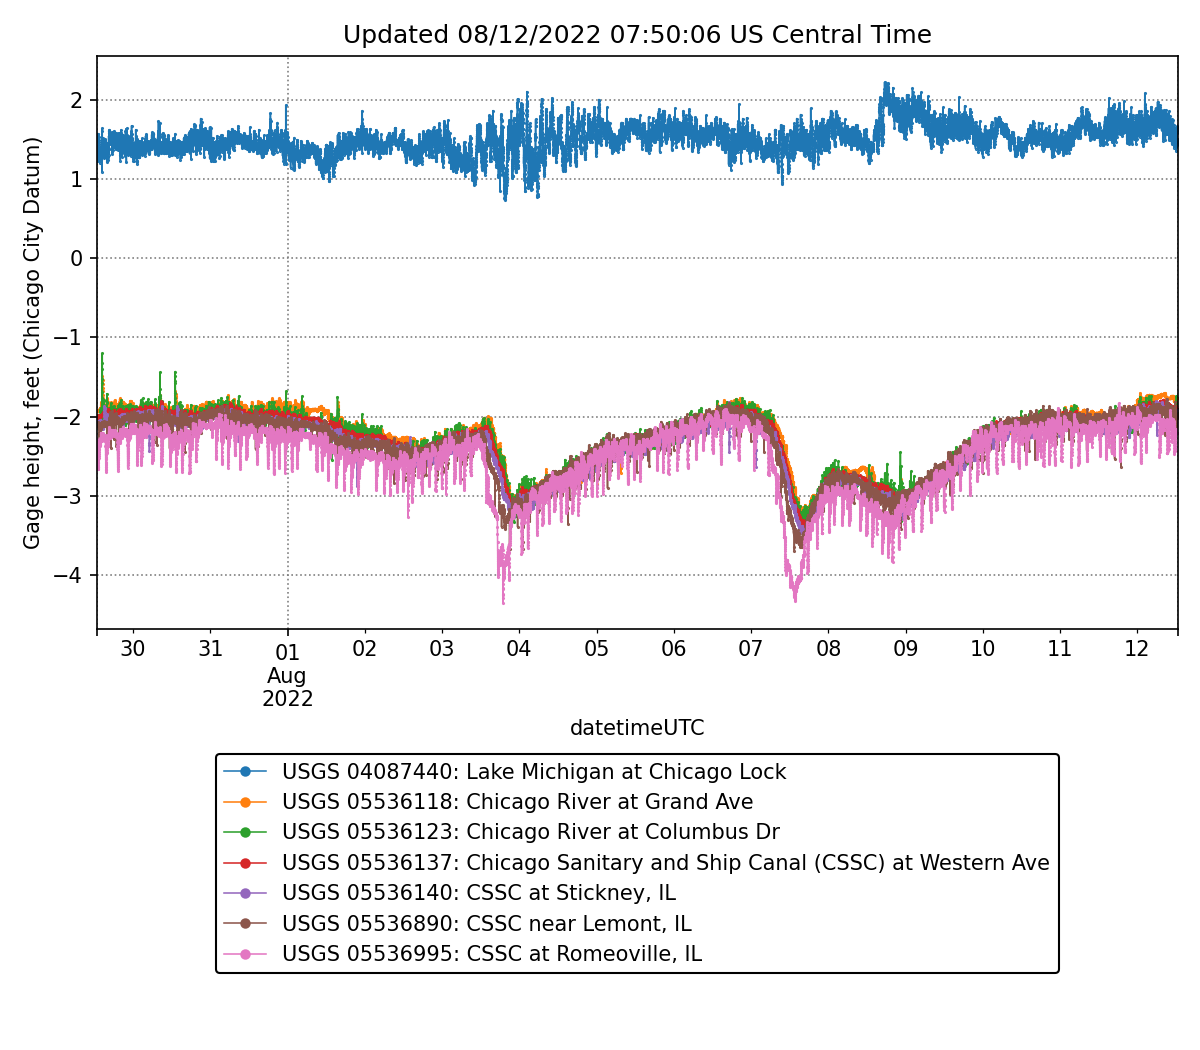 Updated 08/12/2022 07:50:06 US Central Time
Gage height, feet (Chicago City Datum)
2
1
0
−1
−2
−3
−4
30 31 01 02 03 04 05 06 07 08 09 10 11 12
Aug
2022
datetimeUTC
USGS 04087440: Lake Michigan at Chicago Lock
USGS 05536118: Chicago River at Grand Ave
USGS 05536123: Chicago River at Columbus Dr
USGS 05536137: Chicago Sanitary and Ship Canal (CSSC) at Western Ave
USGS 05536140: CSSC at Stickney, IL
USGS 05536890: CSSC near Lemont, IL
USGS 05536995: CSSC at Romeoville, IL